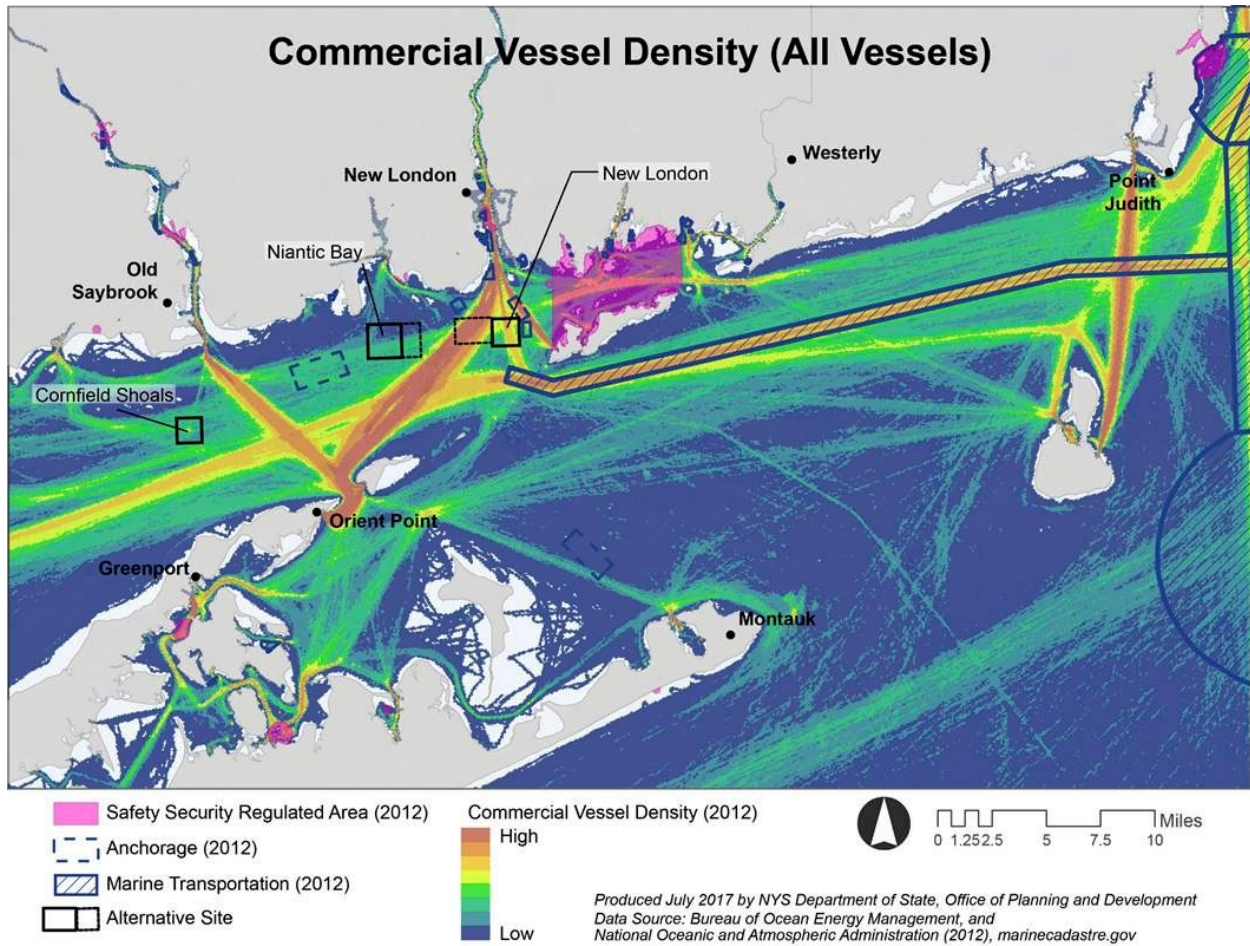 Commercial Vessel Density (All Vessels)
Westerly
New London
New London
Point
Judith
Niantic Bay
Old
Saybrook
Cornfield Shoals
Orient Point
Greenport
Montauk
Safety Security Regulated Area (2012)
Anchorage (2012)
Marine Transportation (2012)
Alternative Site
Commercial Vessel Density (2012)
High
Low
Miles
0 1.25 2.5 5 7.5 10
Produced July 2017 by NYS Department of State, Office of Planning and Development
Data Source: Bureau of Ocean Energy Management, and
National Oceanic and Atmospheric Administration (2012), marinecadastre.gov